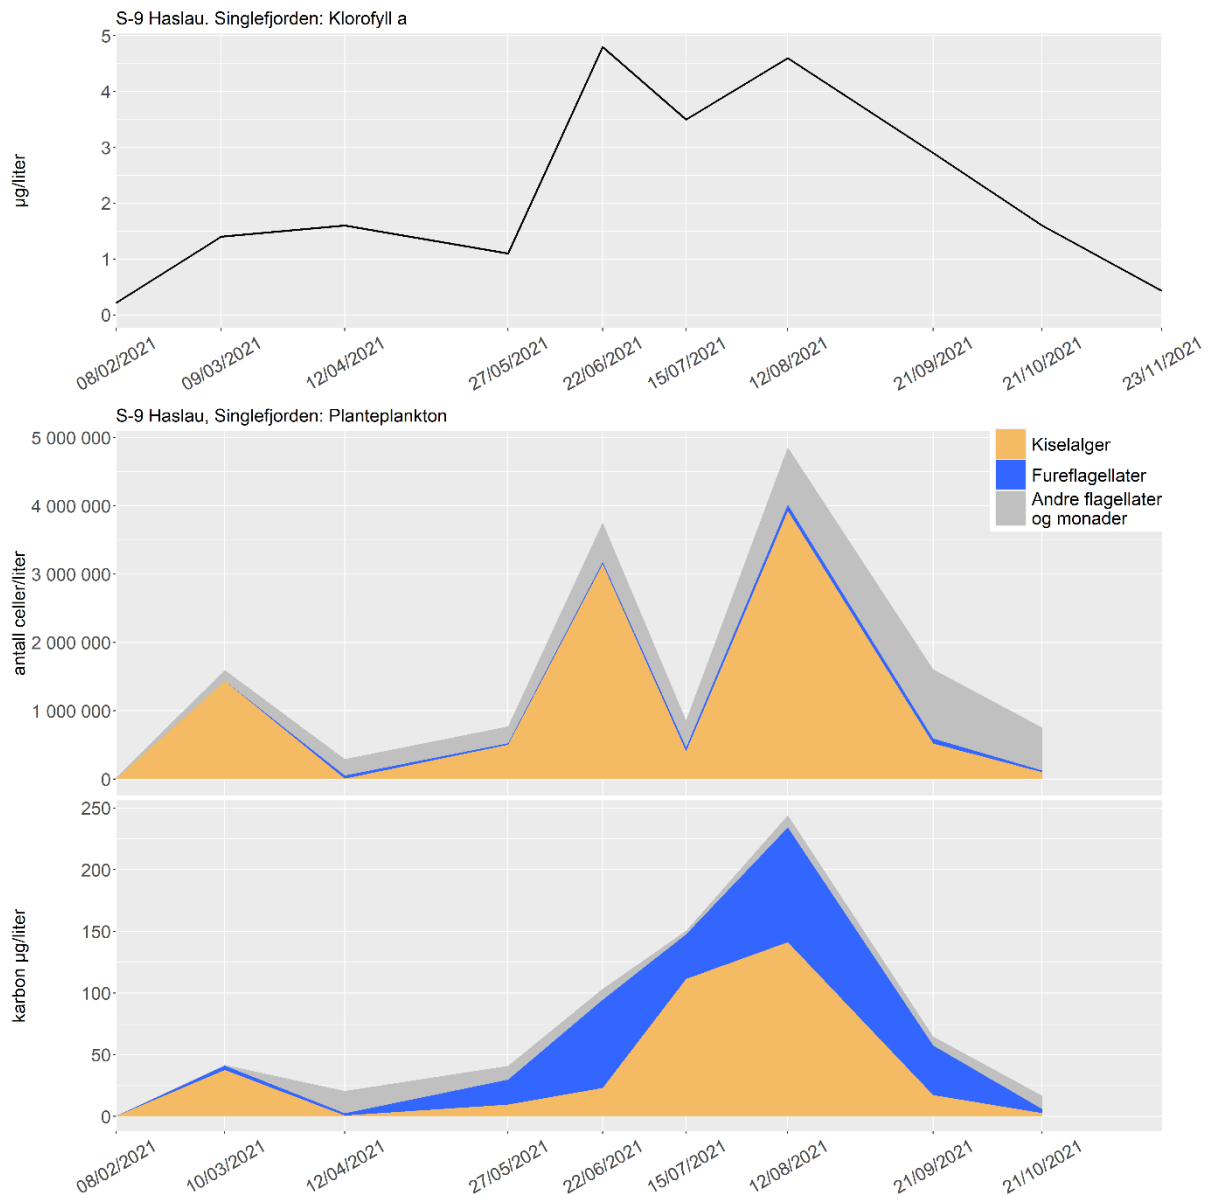 S-9 Haslau. Singlefjorden: Klorofyll a
5
4
3
2
1
0
µg/liter
08/02/2021
09/03/2021
12/04/2021
27/05/2021
22/06/2021
15/07/2021
12/08/2021
21/09/2021
21/10/2021
23/11/2021
S-9 Haslau, Singlefjorden: Planteplankton
5 000 000
4 000 000
3 000 000
2 000 000
1 000 000
0
antall celler/liter
Kiselalger
Fureflagellater
Andre flagellater
og monader
250
200
150
100
50
0
karbon µg/liter
08/02/2021
10/03/2021
12/04/2021
27/05/2021
22/06/2021
15/07/2021
12/08/2021
21/09/2021
21/10/2021